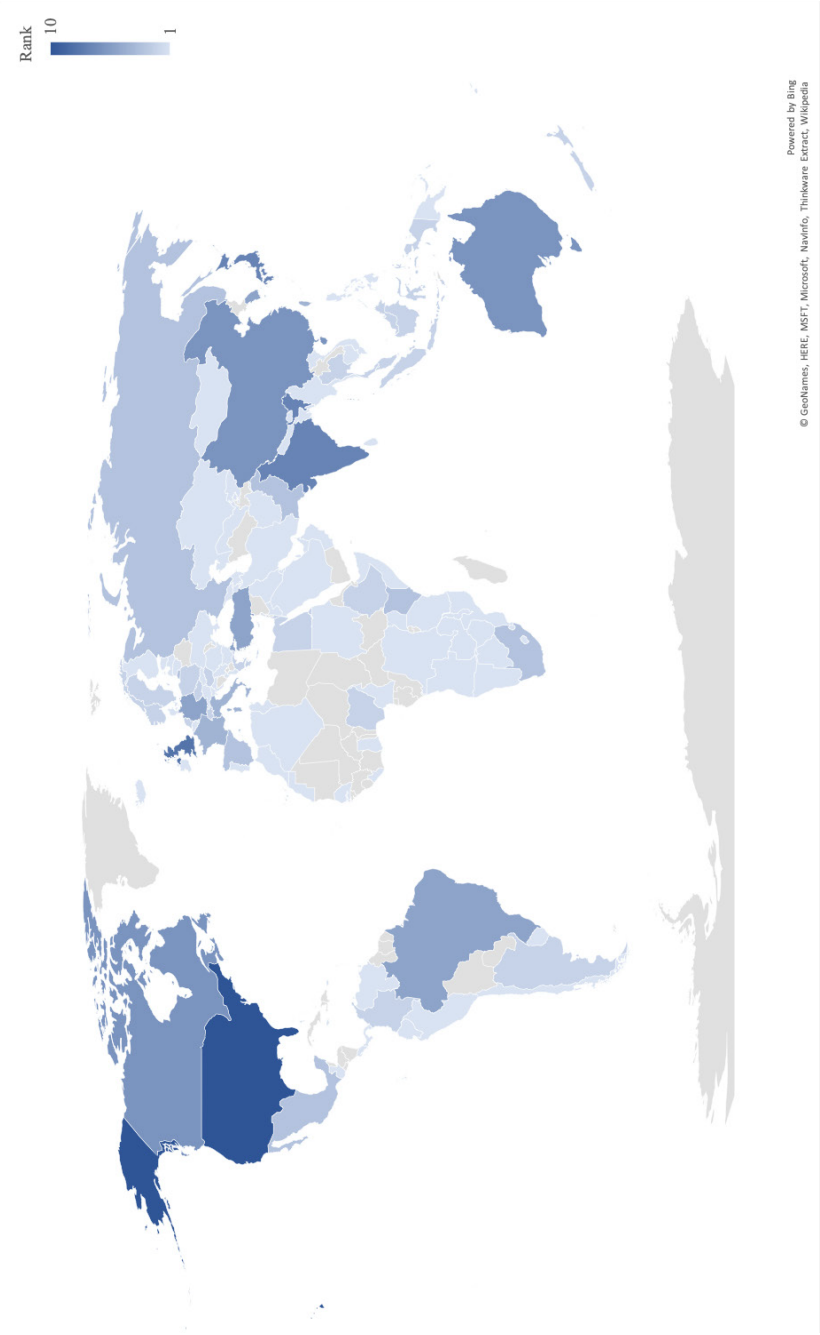 Rank
10
1
Powered by Bing
© GeoNames, HERE, MSFT, Microsoft, NavInfo, Thinkware Extract, Wikipedia